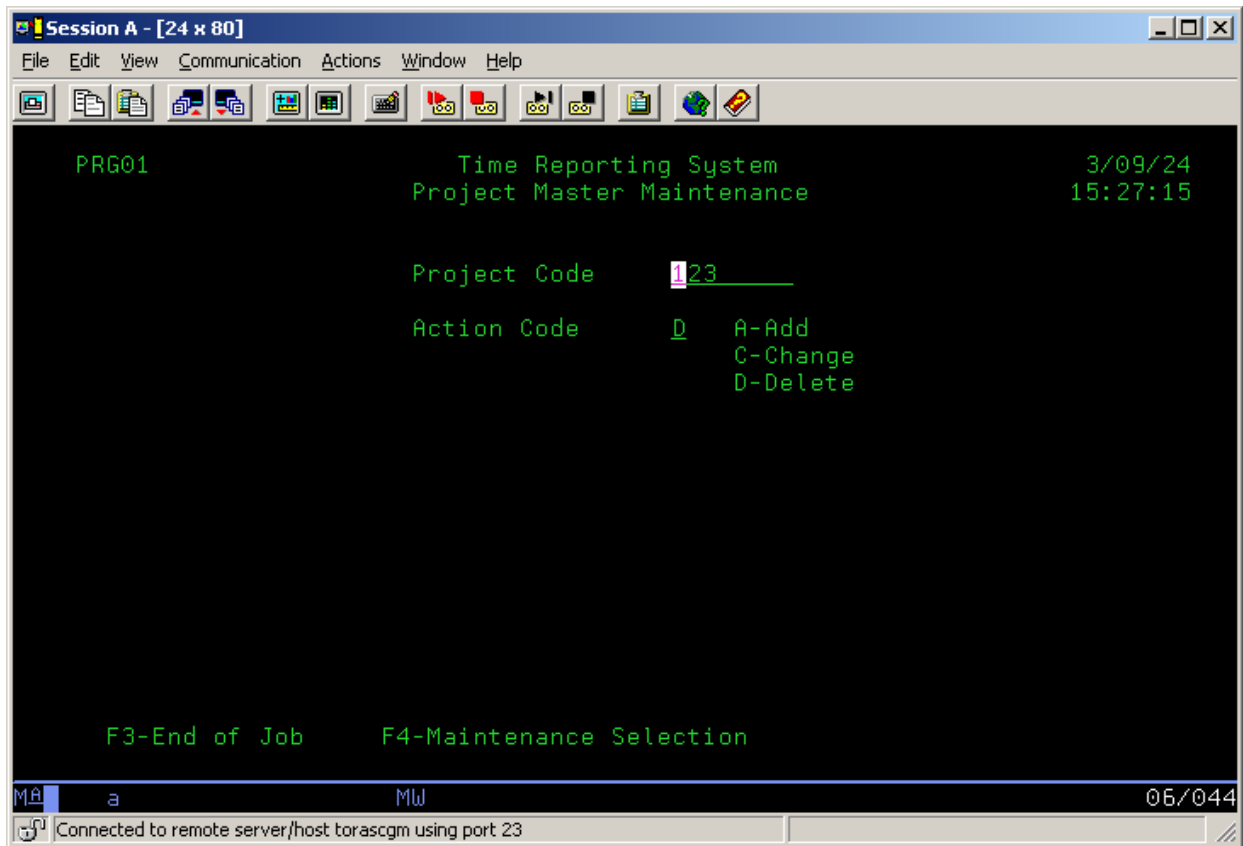 Session A - [24 x 80]
File Edit View Communication Actions Window Help
PRG01 Time Reporting System 3/09/24
Project Master Maintenance 15:27:15
Project Code 123
Action Code D A-Add
C-Change
D-Delete
F3-End of Job F4-Maintenance Selection
MA a MW 06/044
Connected to remote server/host torascgm using port 23